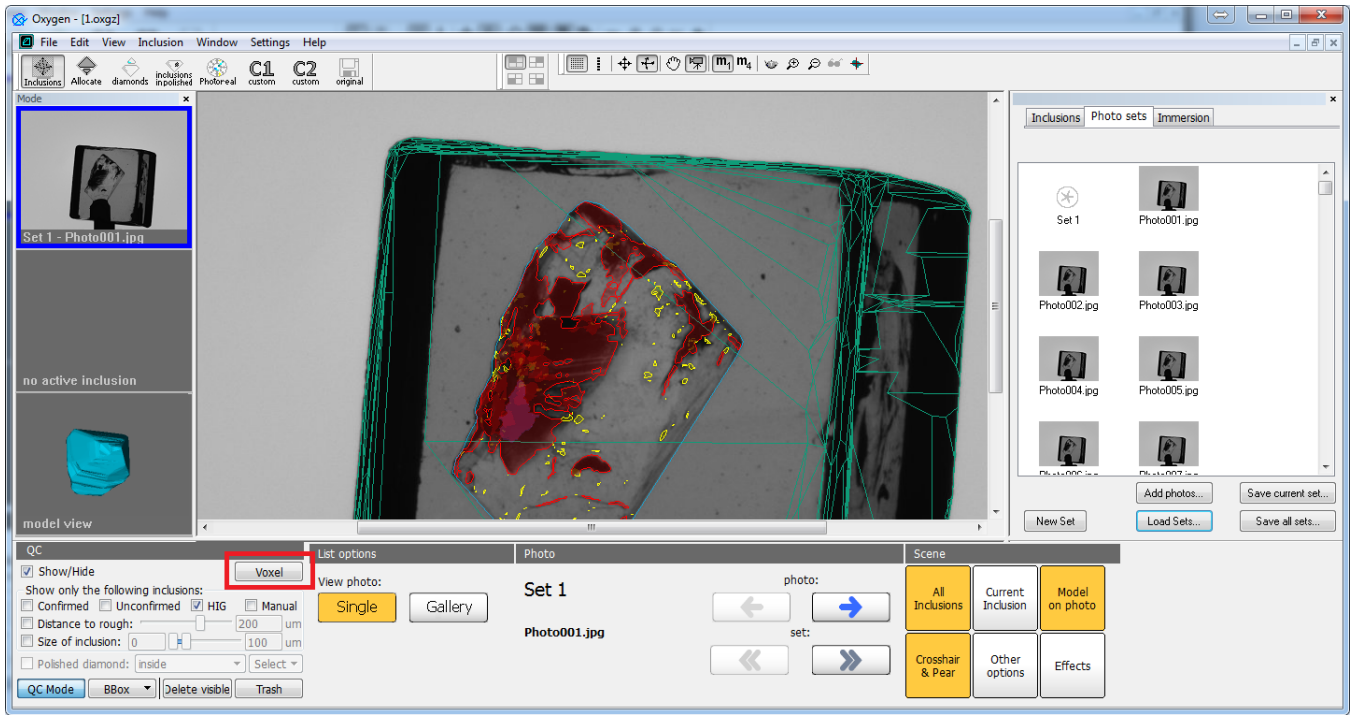 Oxygen - [1.oxgz]
File Edit View Inclusion Window Settings Help
Inclusions Allocate diamonds inclusions inpolished Photoreal C1 custom C2 custom original
m1 m4
Mode
Set 1 - Photo001.jpg
no active inclusion
model view
Inclusions Photo sets Immersion
Set 1 Photo001.jpg
Photo002.jpg Photo003.jpg
Photo004.jpg Photo005.jpg
Add photos... Save current set...
New Set Load Sets... Save all sets...
QC
Show/Hide Voxel
Show only the following inclusions:
Confirmed Unconfirmed HIG Manual
Distance to rough: 200 um
Size of inclusion: 0 100 um
Polished diamond: inside Select
QC Mode BBox Delete visible Trash
List options
View photo:
Single Gallery
Photo
Set 1
photo:
Photo001.jpg
set:
Scene
All Inclusions
Current Inclusion
Model on photo
Crosshair & Pear
Other options
Effects